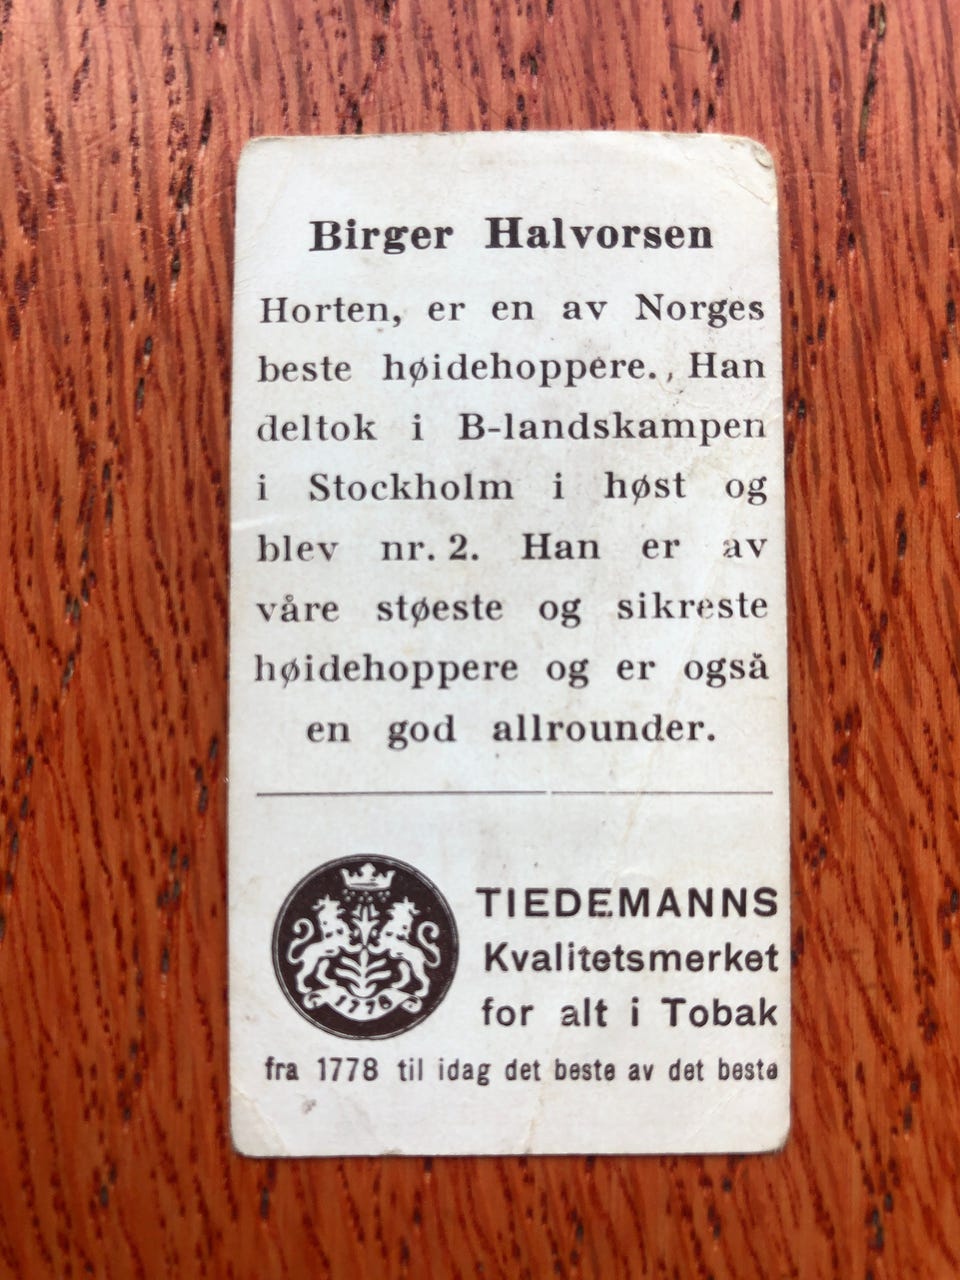 Birger Halvorsen
Horten, er en av Norges
beste høidehoppere. Han
deltok i B-landskampen
i Stockholm i høst og
blev nr. 2. Han er av
våre støeste og sikreste
høidehoppere og er også
en god allrounder.
1778
TIEDEMANNS
Kvalitetsmerket
for alt i Tobak
fra 1778 til idag det beste av det beste